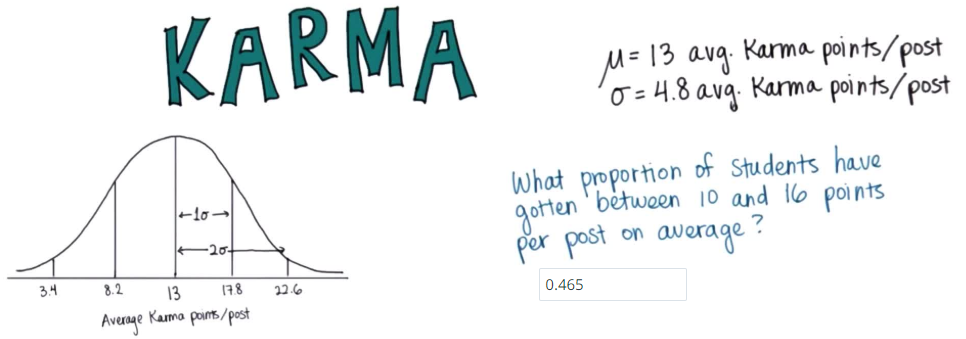 KARMA
μ = 13 avg. Karma points/post
σ = 4.8 avg. Karma points/post
What proportion of students have
gotten between 10 and 16 points
per post on average?
0.465
←1σ→
←2σ→
3.4 8.2 13 17.8 22.6
Average Karma points/post